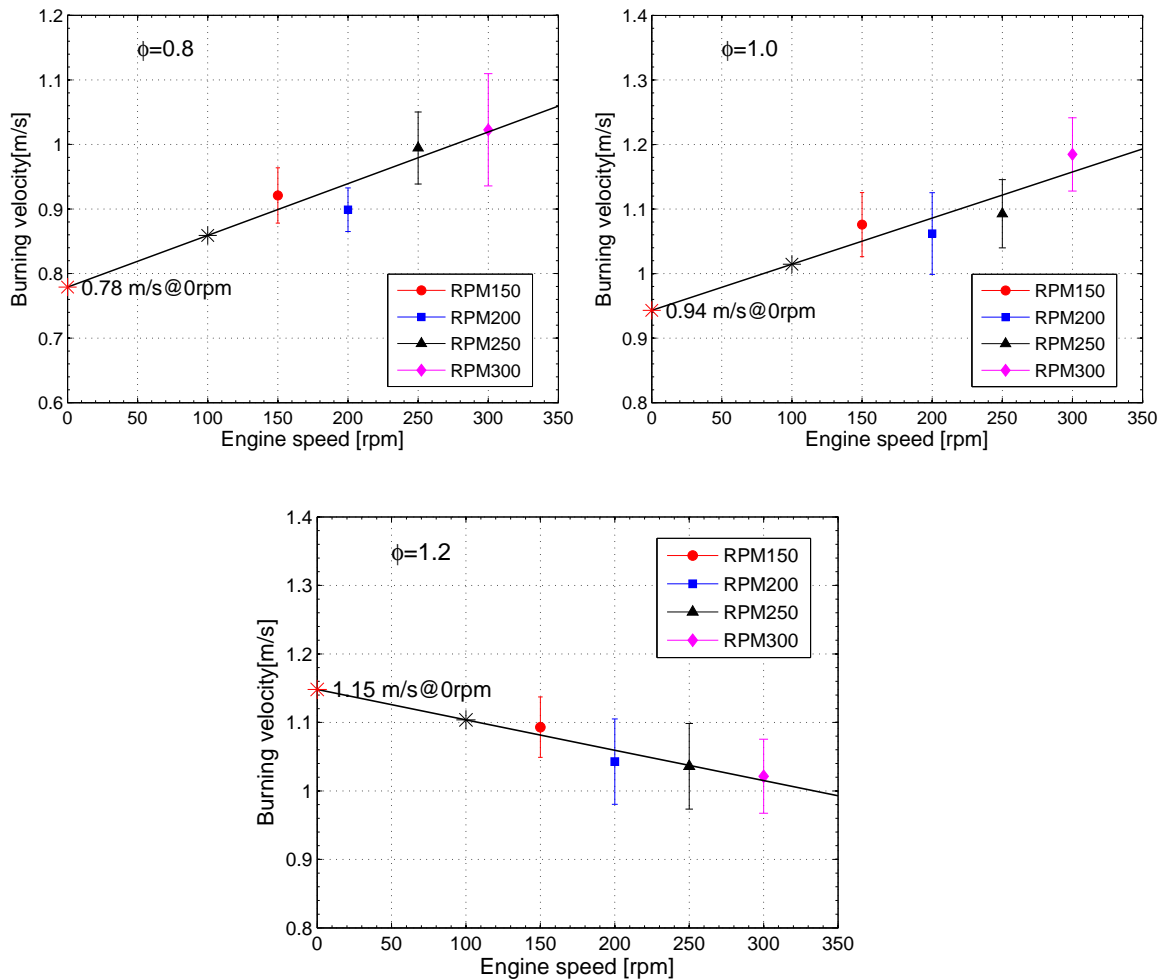 ϕ=0.8
Burning velocity[m/s]
1.2
1.1
1
0.9
0.8
0.7
0.6
0.78 m/s@0rpm
RPM150
RPM200
RPM250
RPM300
0 50 100 150 200 250 300 350
Engine speed [rpm]
ϕ=1.0
Burning velocity[m/s]
1.4
1.3
1.2
1.1
1
0.9
0.8
0.94 m/s@0rpm
RPM150
RPM200
RPM250
RPM300
0 50 100 150 200 250 300 350
Engine speed [rpm]
ϕ=1.2
Burning velocity[m/s]
1.4
1.3
1.2
1.1
1
0.9
0.8
RPM150
RPM200
RPM250
RPM300
1.15 m/s@0rpm
0 50 100 150 200 250 300 350
Engine speed [rpm]